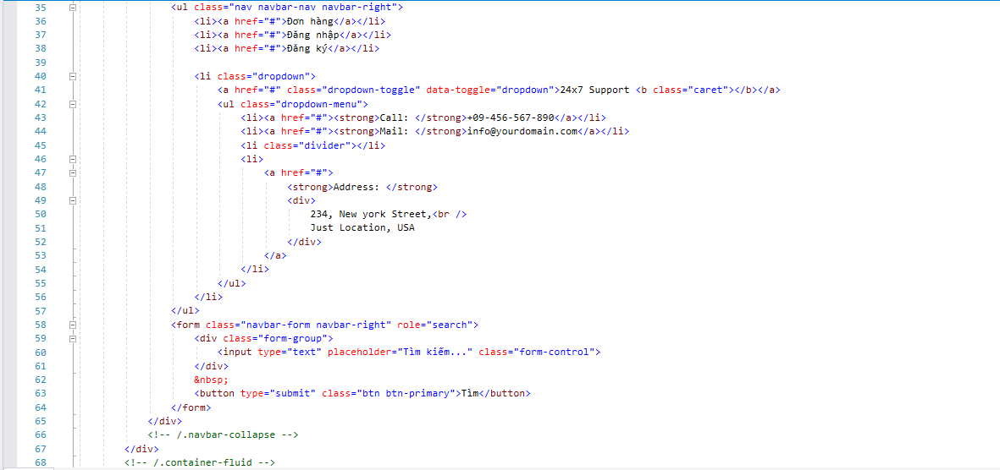 35 <ul class="nav navbar-nav navbar-right">
36 <li><a href="#">Đơn hàng</a></li>
37 <li><a href="#">Đăng nhập</a></li>
38 <li><a href="#">Đăng ký</a></li>
39
40 <li class="dropdown">
41 <a href="#" class="dropdown-toggle" data-toggle="dropdown">24x7 Support <b class="caret"></b></a>
42 <ul class="dropdown-menu">
43 <li><a href="#"><strong>Call: </strong>+09-456-567-890</a></li>
44 <li><a href="#"><strong>Mail: </strong>info@yourdomain.com</a></li>
45 <li class="divider"></li>
46 <li>
47 <a href="#">
48 <strong>Address: </strong>
49 <div>
50 234, New york Street,<br />
51 Just Location, USA
52 </div>
53 </a>
54 </li>
55 </ul>
56 </li>
57 </ul>
58 <form class="navbar-form navbar-right" role="search">
59 <div class="form-group">
60 <input type="text" placeholder="Tìm kiếm..." class="form-control">
61 </div>
62 &nbsp;
63 <button type="submit" class="btn btn-primary">Tìm</button>
64 </form>
65 </div>
66 <!-- /.navbar-collapse -->
67 </div>
68 <!-- /.container-fluid -->